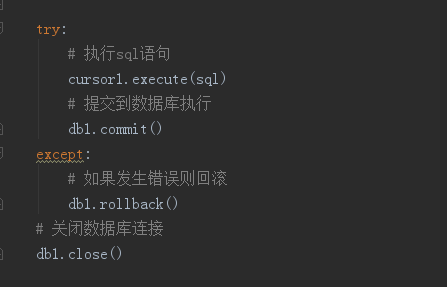 try:
# 执行sql语句
cursor1.execute(sql)
# 提交到数据库执行
db1.commit()
except:
# 如果发生错误则回滚
db1.rollback()
# 关闭数据库连接
db1.close()